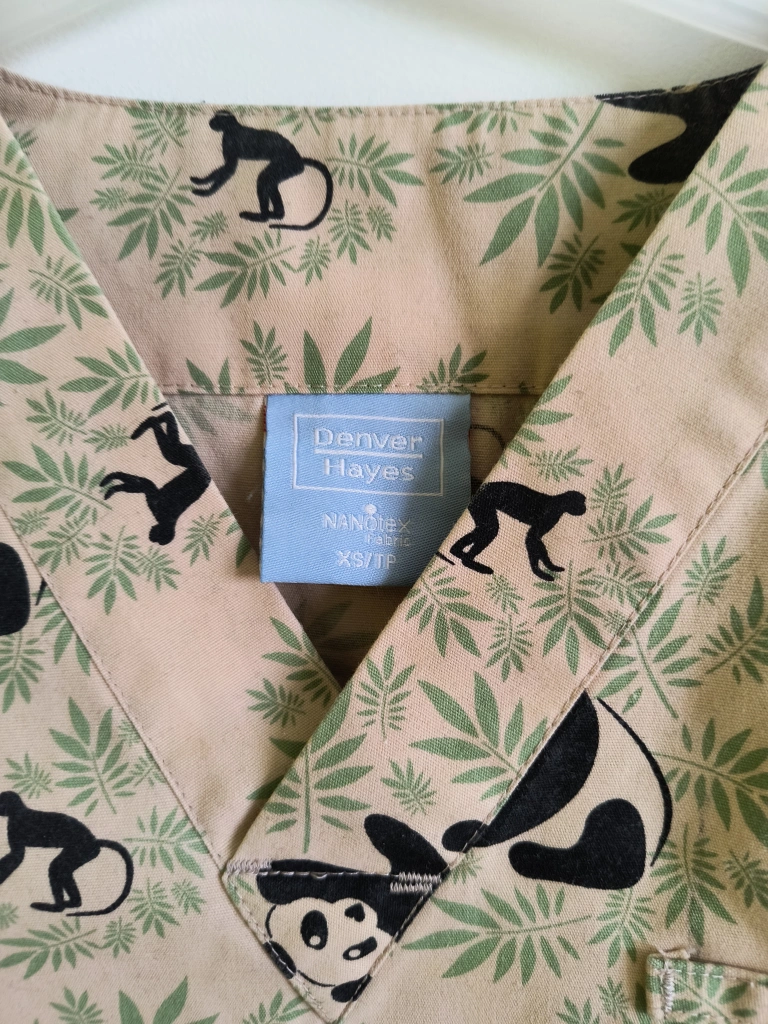 Denver
Hayes
NANOtex
fabric
XS/TP